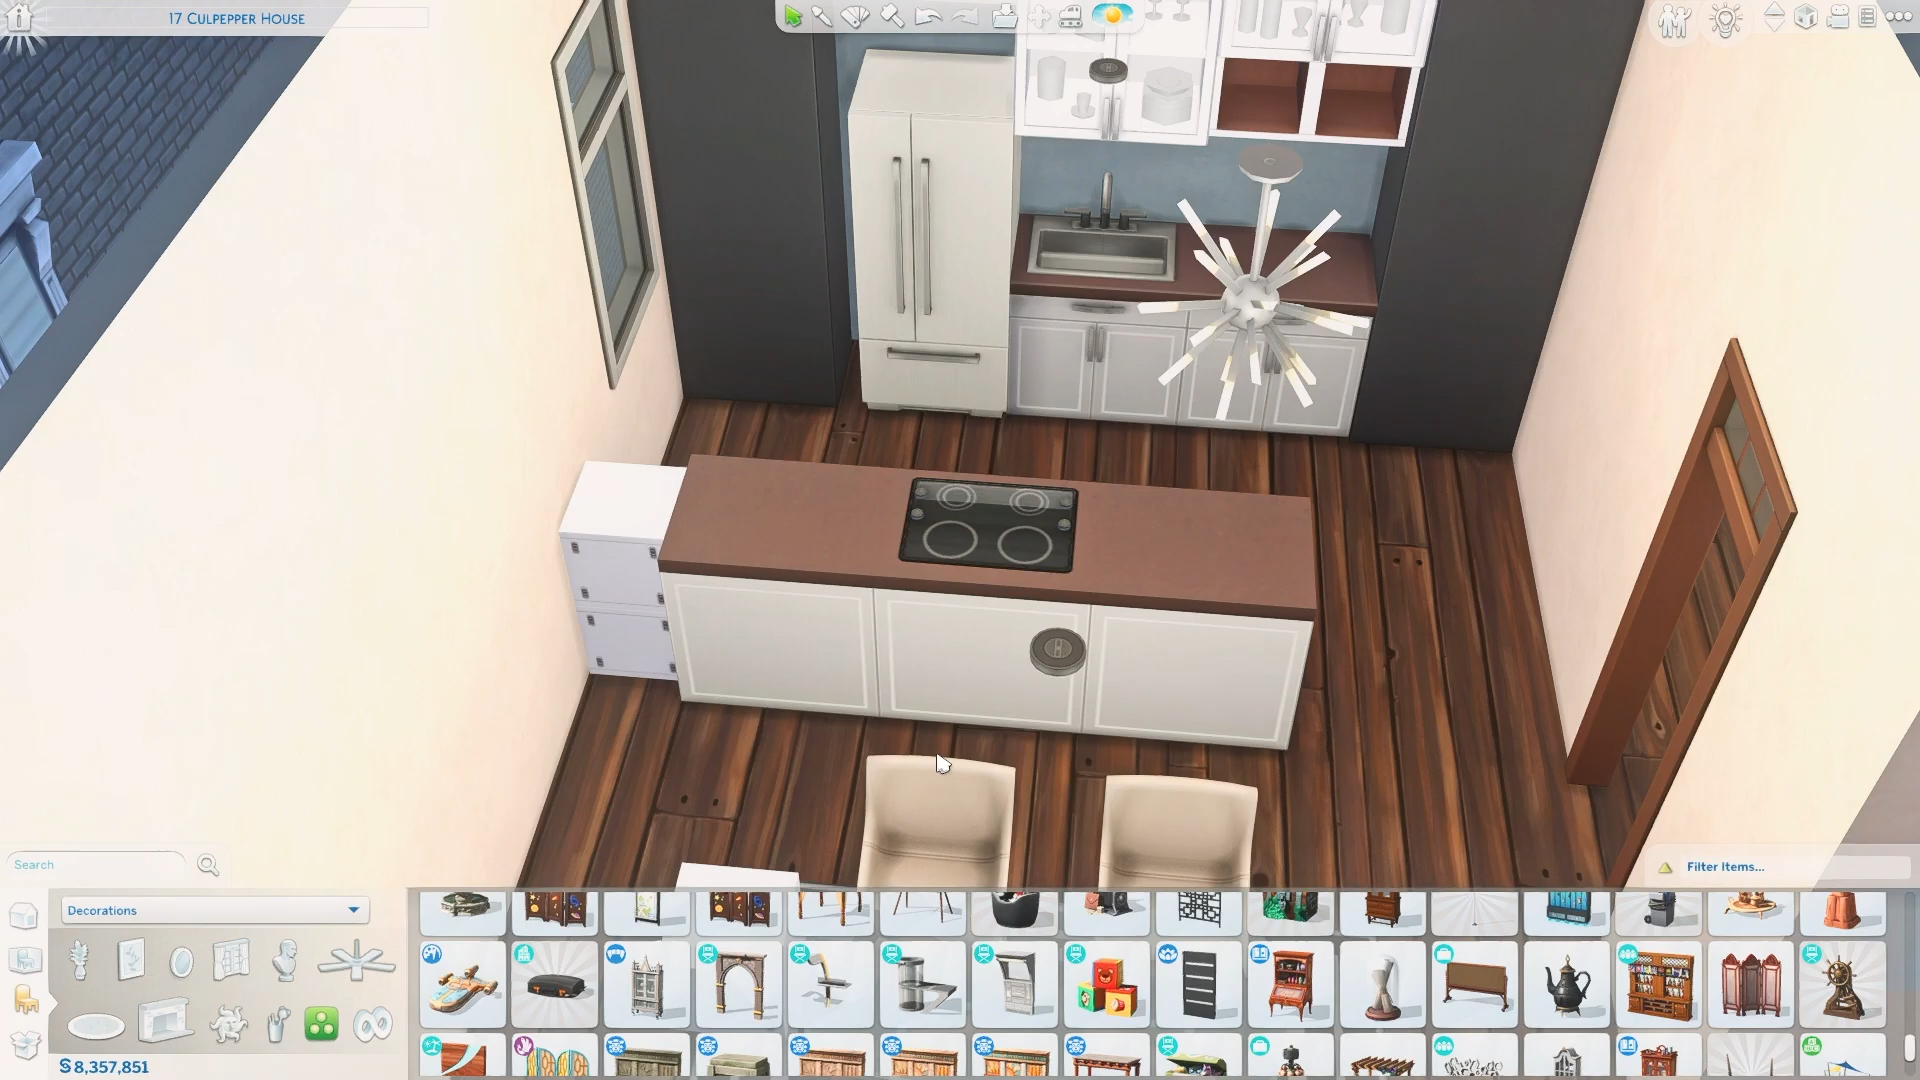 17 Culpepper House
Search
Filter Items...
Decorations
§8,357,851